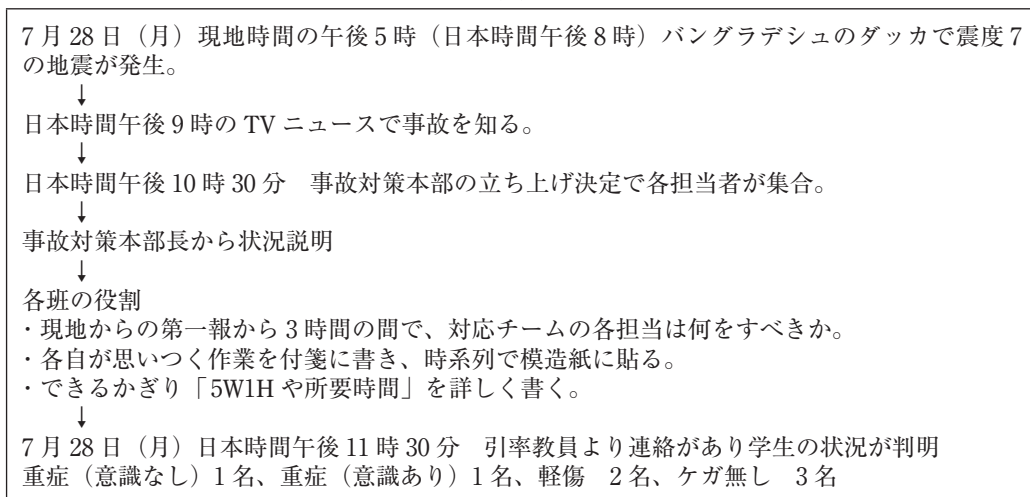 7月28日（月）現地時間の午後5時（日本時間午後8時）バングラデシュのダッカで震度7
の地震が発生。
↓
日本時間午後9時のTVニュースで事故を知る。
↓
日本時間午後10時30分　事故対策本部の立ち上げ決定で各担当者が集合。
↓
事故対策本部長から状況説明
↓
各班の役割
・現地からの第一報から3時間の間で、対応チームの各担当は何をすべきか。
・各自が思いつく作業を付箋に書き、時系列で模造紙に貼る。
・できるかぎり「5W1Hや所要時間」を詳しく書く。
↓
7月28日（月）日本時間午後11時30分　引率教員より連絡があり学生の状況が判明
重症（意識なし）1名、重症（意識あり）1名、軽傷　2名、ケガ無し　3名